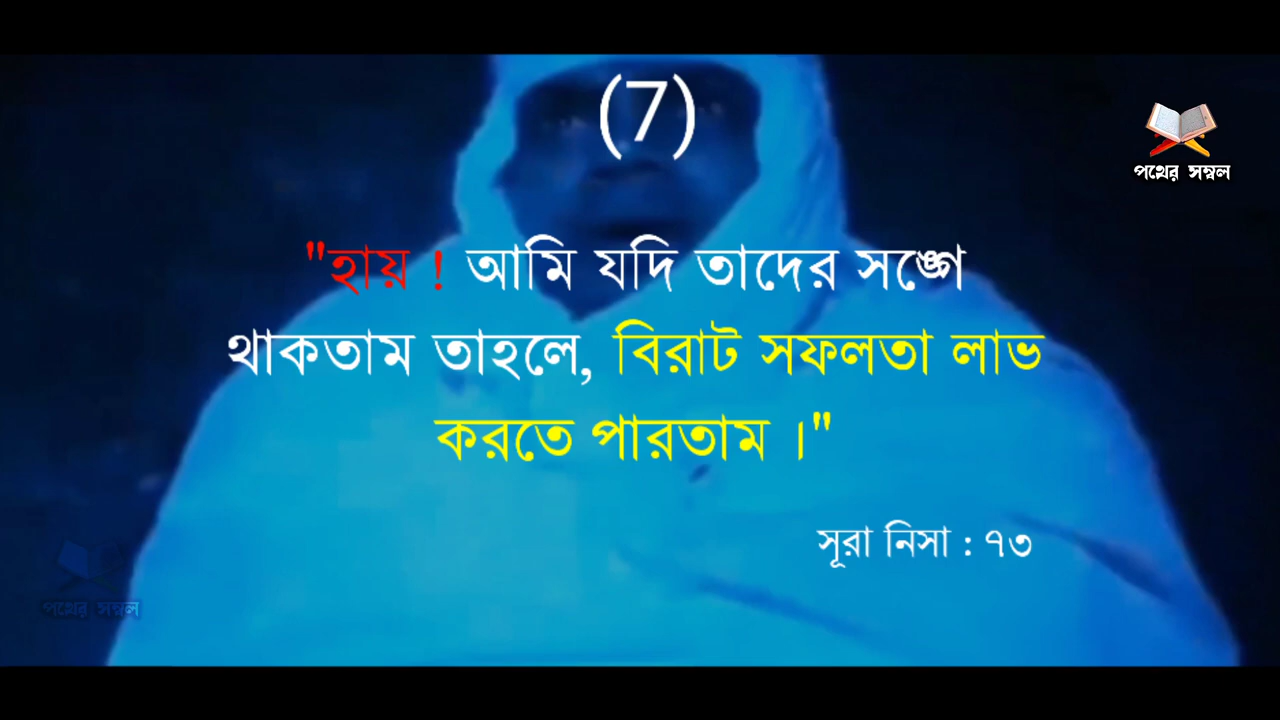 (7)
পথের সম্বল
"হায় ! আমি যদি তাদের সঙ্গে
থাকতাম তাহলে, বিরাট সফলতা লাভ
করতে পারতাম ।"
সূরা নিসা : ৭৩
পথের সম্বল